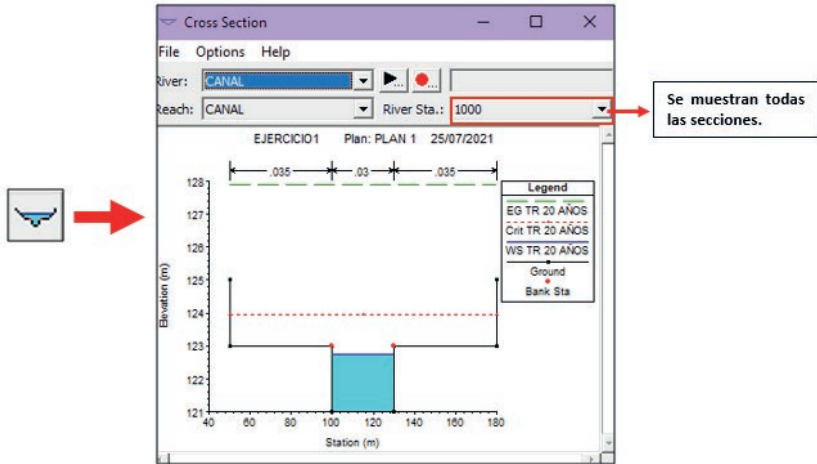 Cross Section
File Options Help
River: CANAL
Reach: CANAL River Sta.: 1000
Se muestran todas
las secciones.
EJERCICIO1 Plan: PLAN 1 25/07/2021
.035 .03 .035
Legend
EG TR 20 AÑOS
Crit TR 20 AÑOS
WS TR 20 AÑOS
Ground
Bank Sta
128
127
126
125
124
123
122
121
Elevation (m)
40 60 80 100 120 140 160 180
Station (m)